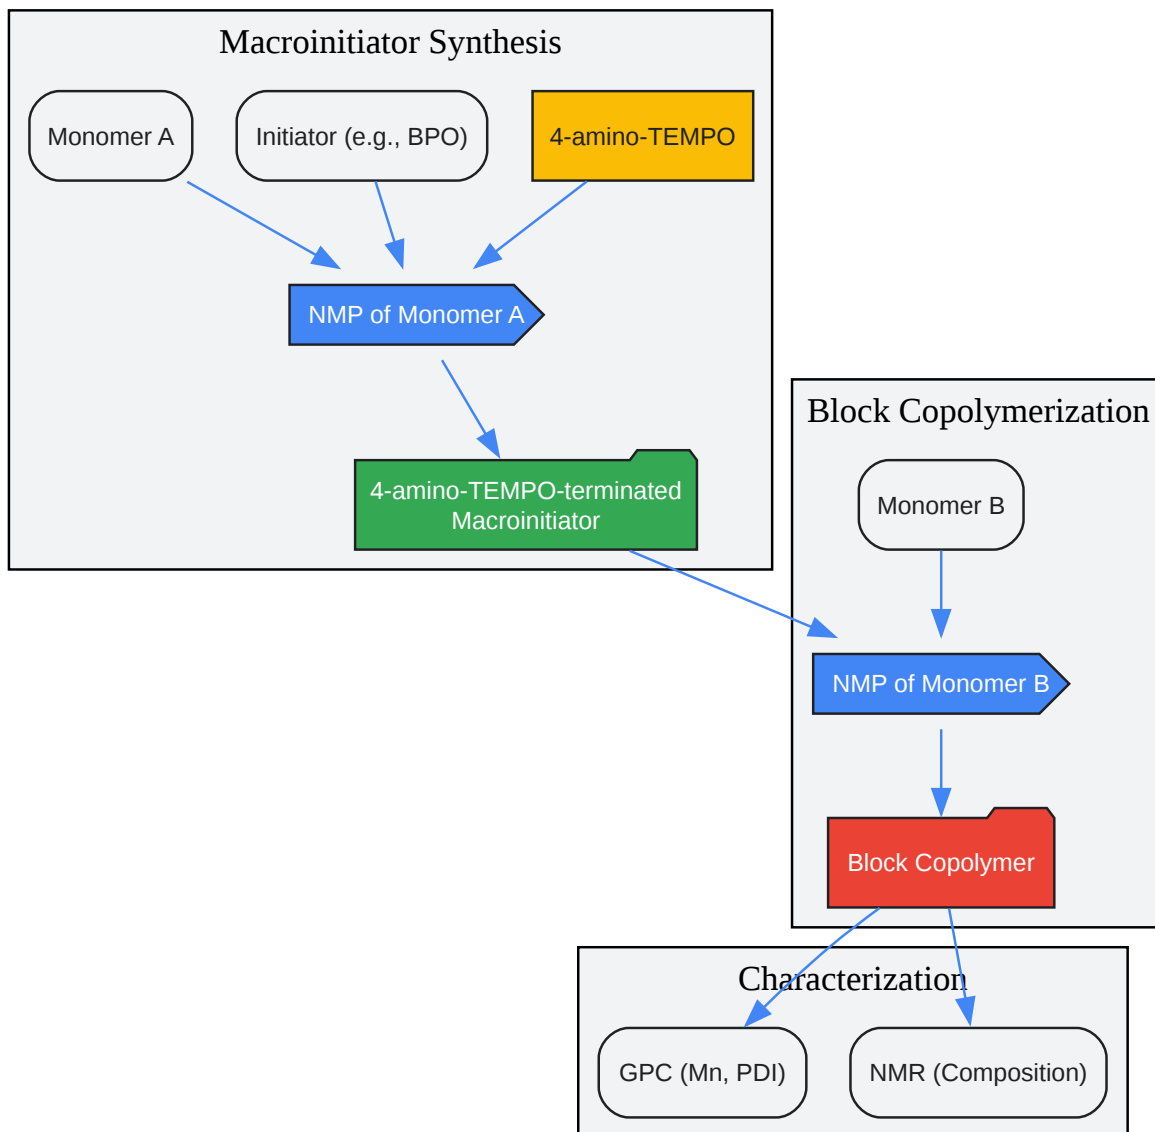 Macroinitiator Synthesis
Monomer A
Initiator (e.g., BPO)
4-amino-TEMPO
NMP of Monomer A
4-amino-TEMPO-terminated
Macroinitiator
Block Copolymerization
Monomer B
NMP of Monomer B
Block Copolymer
Characterization
GPC (Mn, PDI)
NMR (Composition)